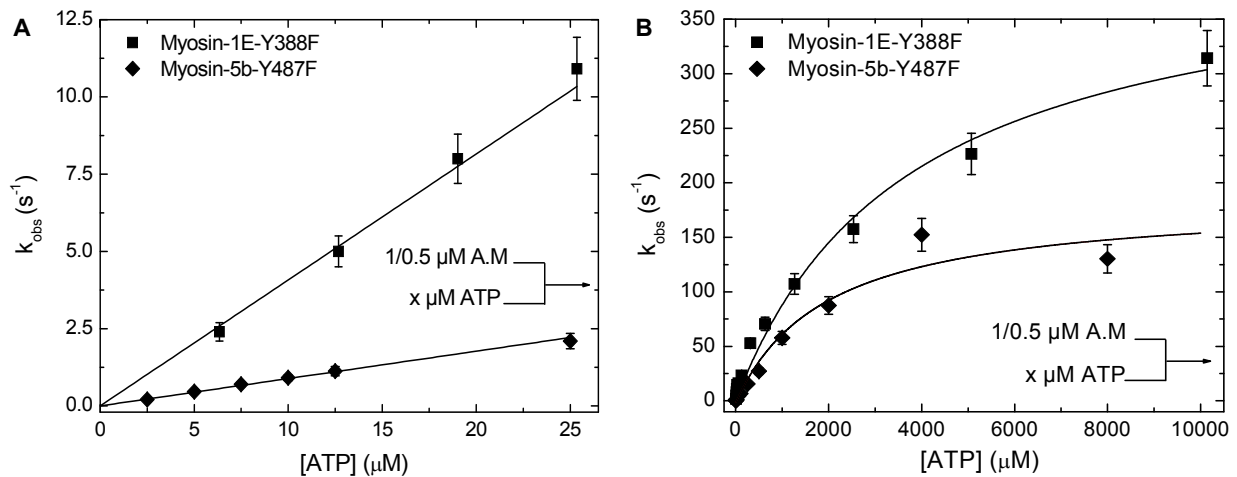 A
12.5
10.0
7.5
5.0
2.5
0.0
k_obs (s⁻¹)
Myosin-1E-Y388F
Myosin-5b-Y487F
1/0.5 µM A.M
x µM ATP
0 5 10 15 20 25
[ATP] (µM)
B
350
300
250
200
150
100
50
0
k_obs (s⁻¹)
Myosin-1E-Y388F
Myosin-5b-Y487F
1/0.5 µM A.M
x µM ATP
0 2000 4000 6000 8000 10000
[ATP] (µM)